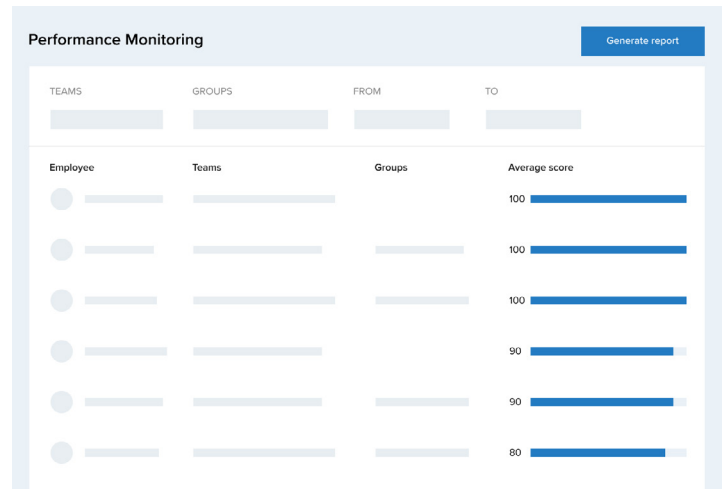 Performance Monitoring
Generate report
TEAMS GROUPS FROM TO
Employee Teams Groups Average score
100
100
100
90
90
80